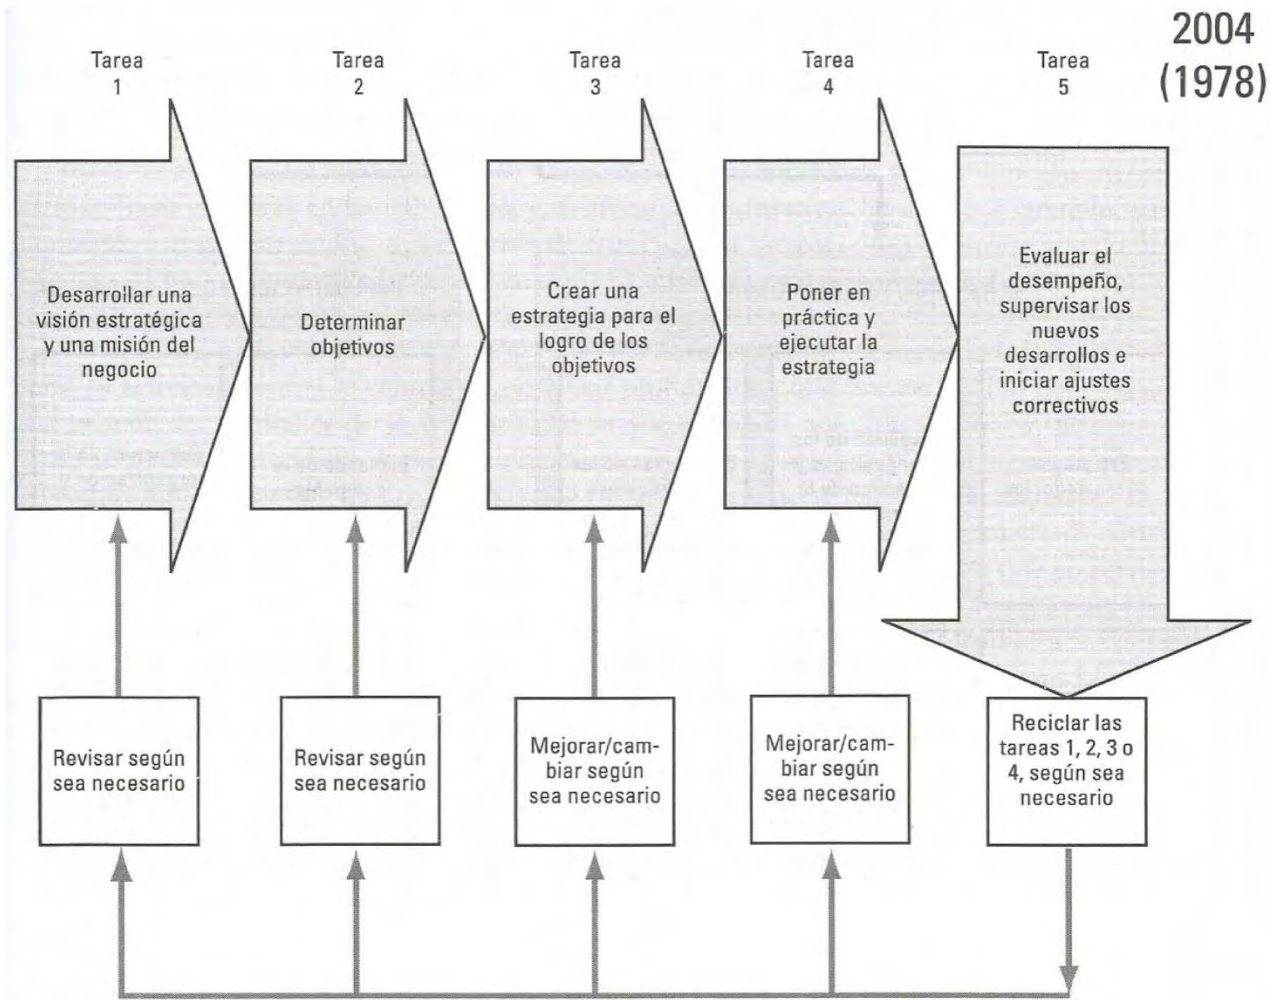 2004
(1978)
Tarea
1
Tarea
2
Tarea
3
Tarea
4
Tarea
5
Desarrollar una
visión estratégica
y una misión del
negocio
Determinar
objetivos
Crear una
estrategia para el
logro de los
objetivos
Poner en
práctica y
ejecutar la
estrategia
Evaluar el
desempeño,
supervisar los
nuevos
desarrollos e
iniciar ajustes
correctivos
Revisar según
sea necesario
Revisar según
sea necesario
Mejorar/cam-
biar según
sea necesario
Mejorar/cam-
biar según
sea necesario
Reciclar las
tareas 1, 2, 3 o
4, según sea
necesario